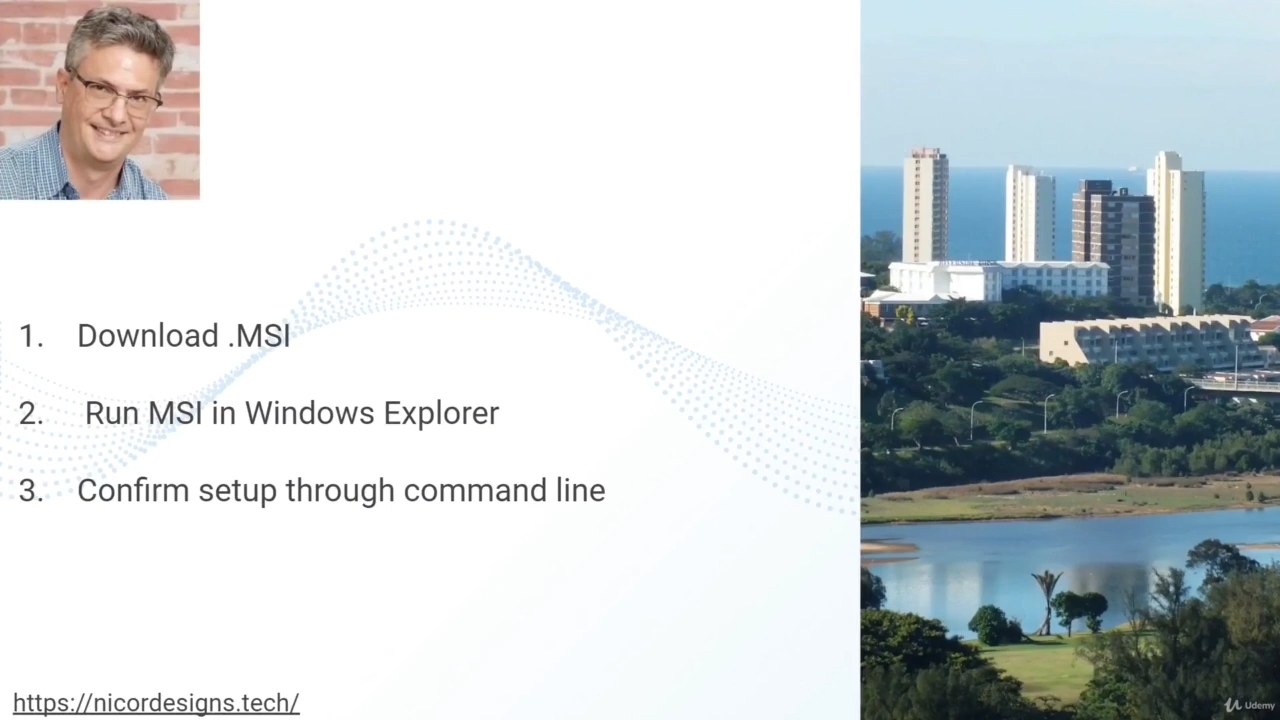 1. Download .MSI
2. Run MSI in Windows Explorer
3. Confirm setup through command line
https://nicordesigns.tech/
Udemy